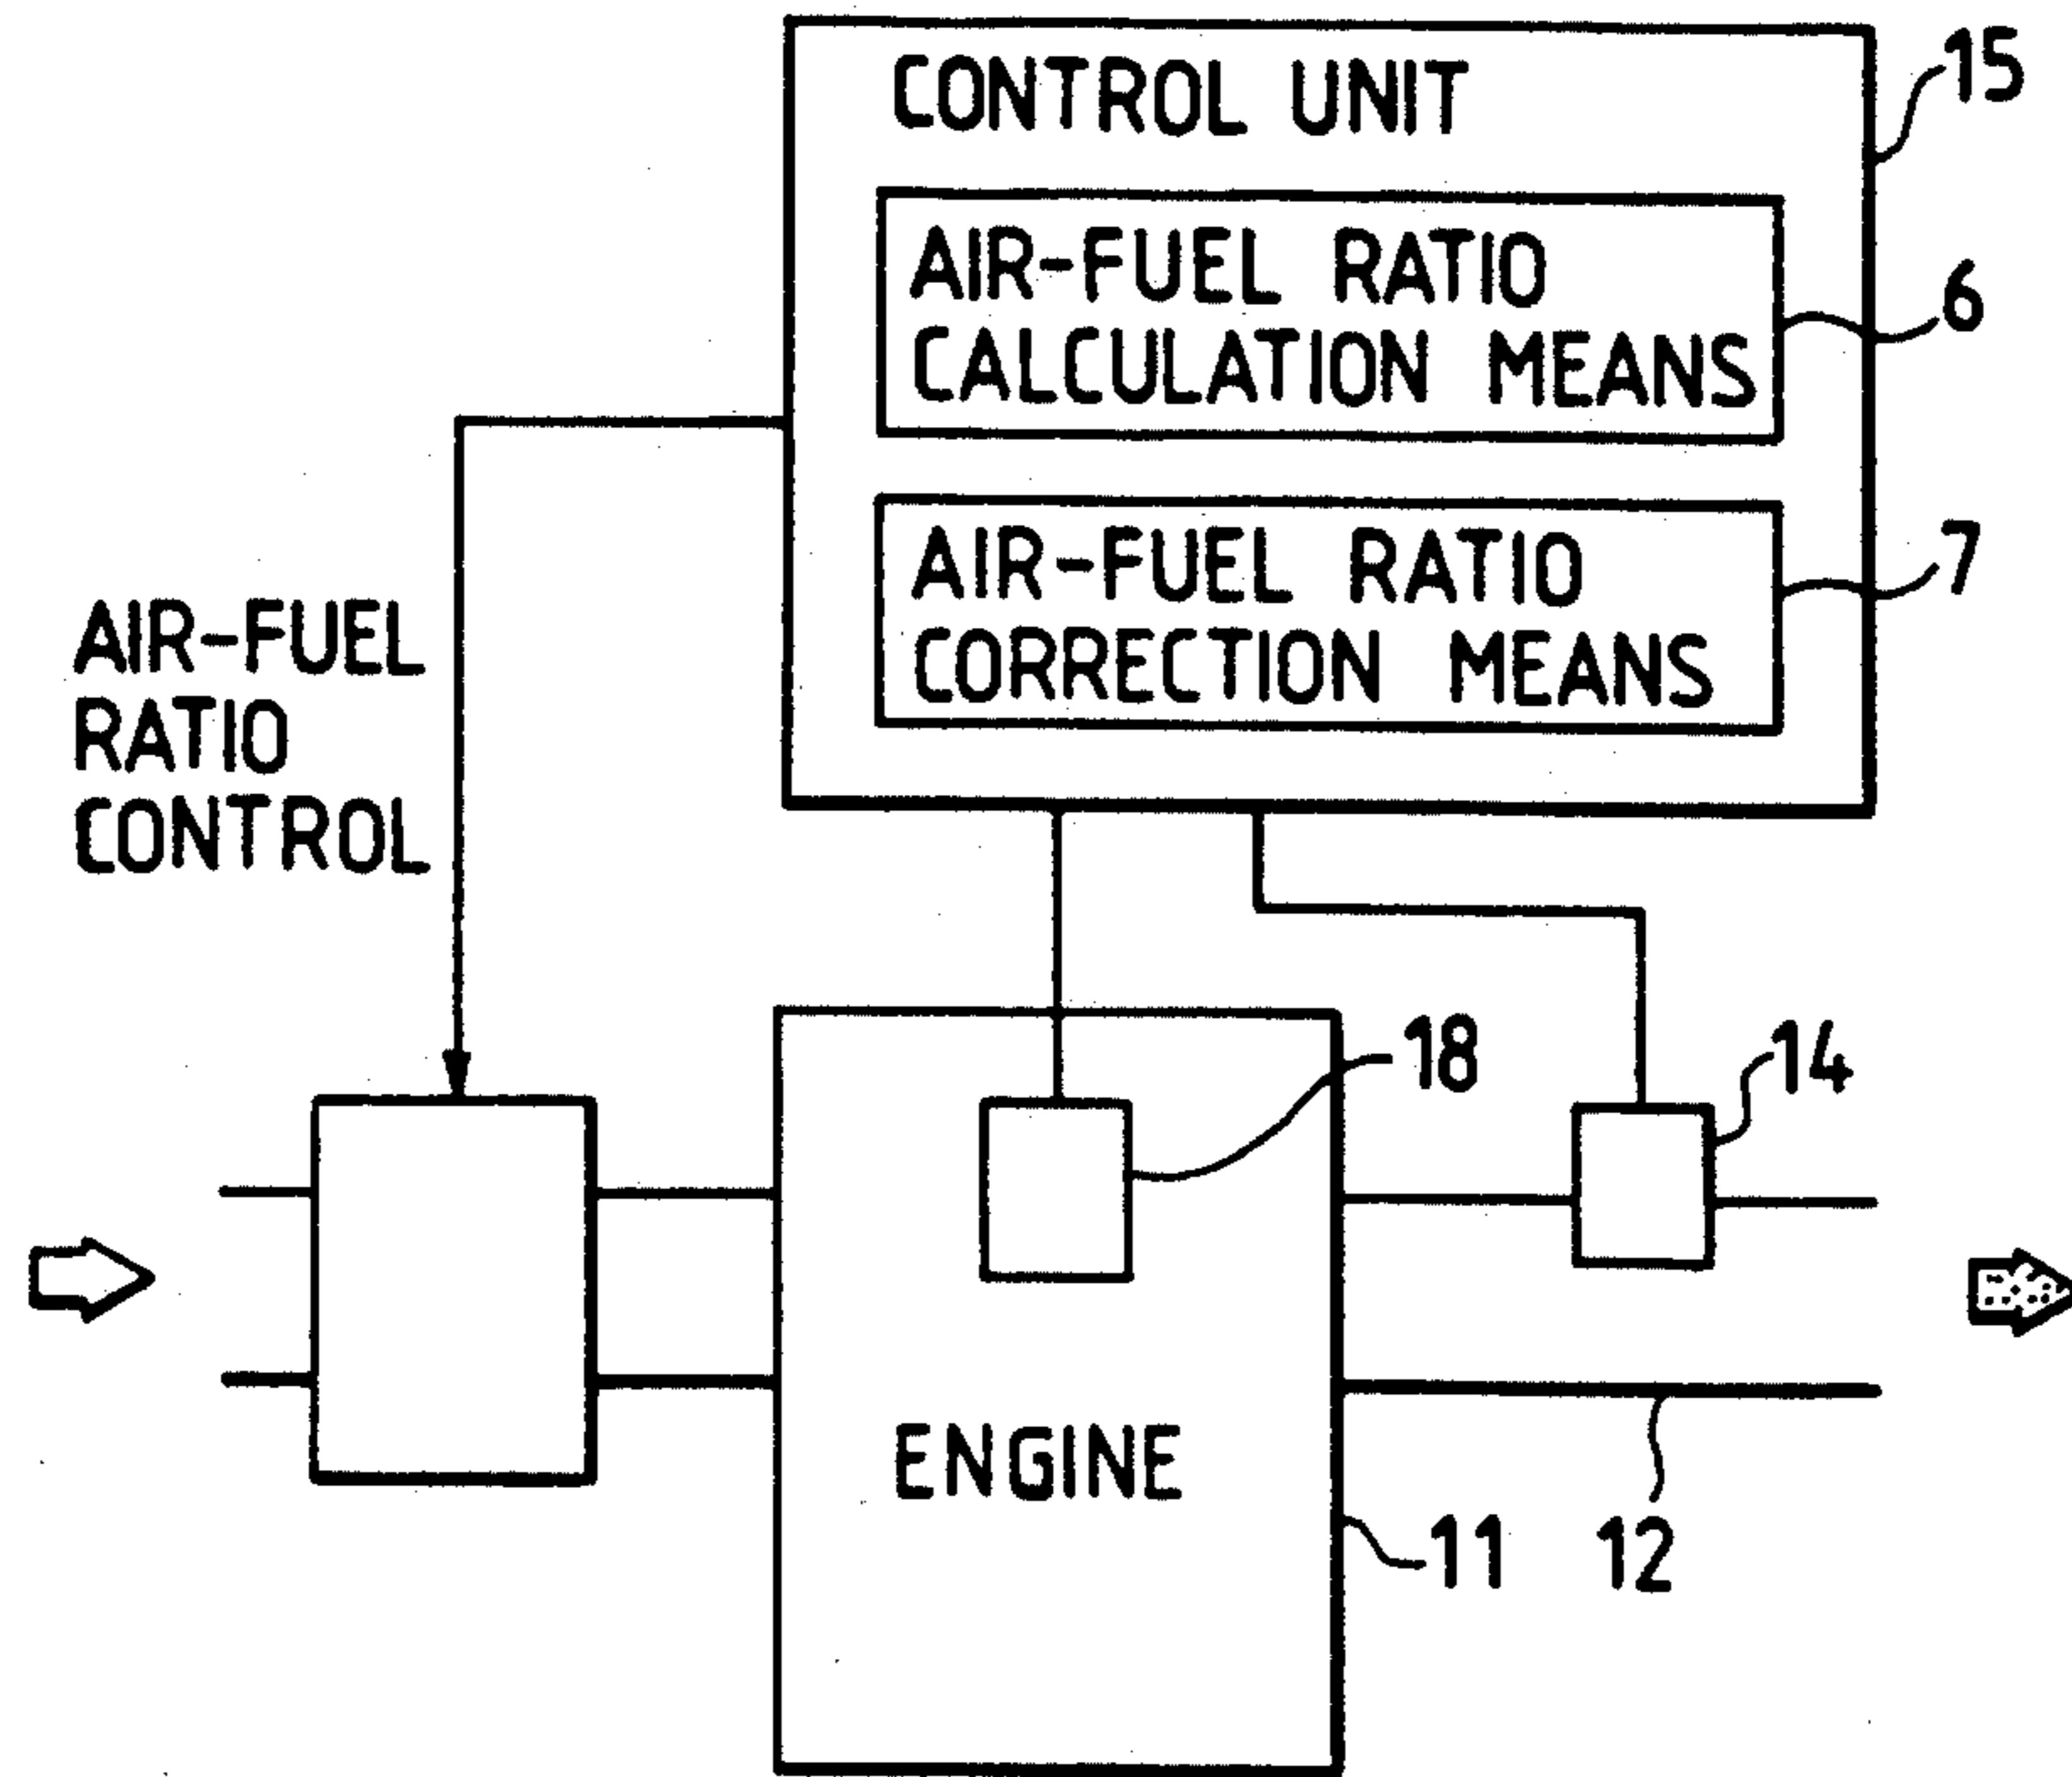 CONTROL UNIT
15
AIR-FUEL RATIO
CALCULATION MEANS
6
AIR-FUEL RATIO
CORRECTION MEANS
7
AIR-FUEL
RATIO
CONTROL
18
14
ENGINE
11
12